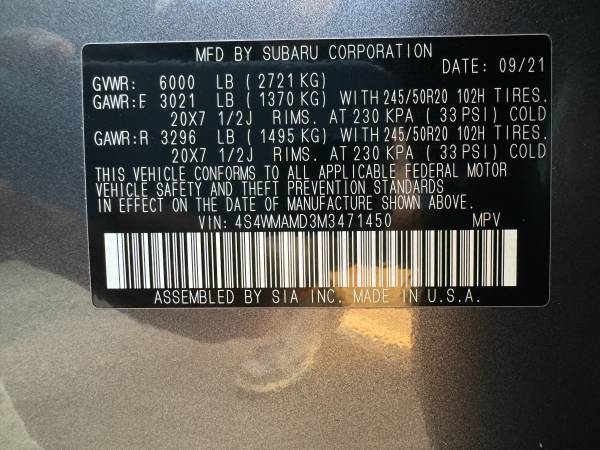 MFD BY SUBARU CORPORATION
DATE: 09/21
GVWR: 6000 LB (2721 KG)
GAWR:F 3021 LB (1370 KG) WITH 245/50R20 102H TIRES.
20X7 1/2J RIMS. AT 230 KPA (33 PSI) COLD
GAWR:R 3296 LB (1495 KG) WITH 245/50R20 102H TIRES.
20X7 1/2J RIMS. AT 230 KPA (33 PSI) COLD
THIS VEHICLE CONFORMS TO ALL APPLICABLE FEDERAL MOTOR
VEHICLE SAFETY AND THEFT PREVENTION STANDARDS
IN EFFECT ON THE DATE OF MANUFACTURE SHOWN ABOVE.
VIN: 4S4WMAMD3M3471450 MPV
ASSEMBLED BY SIA INC. MADE IN U.S.A.